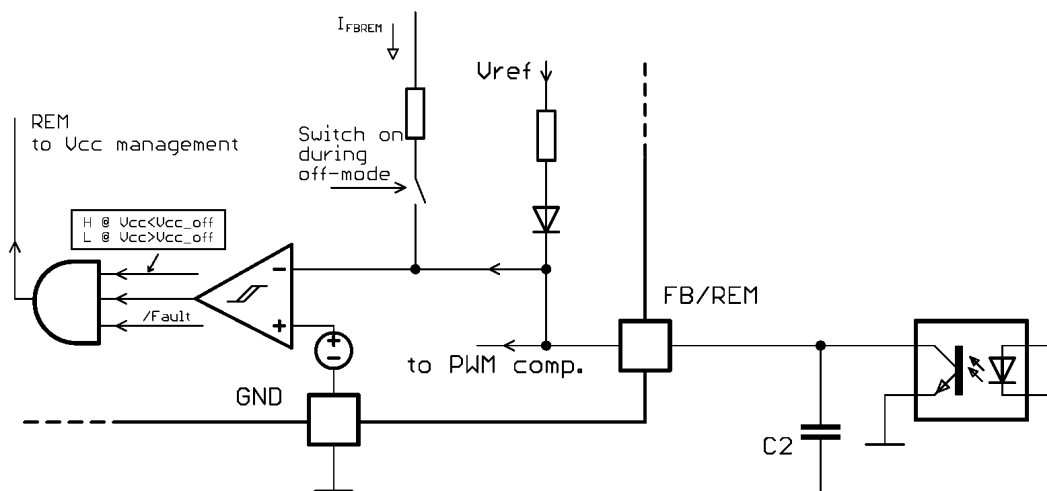 IFBREM
Vref
REM
to Vcc management
Switch on
during
off-mode
H @ Vcc<Vcc_off
L @ Vcc>Vcc_off
−
FB/REM
/Fault
+
+
−
to PWM comp.
GND
C2